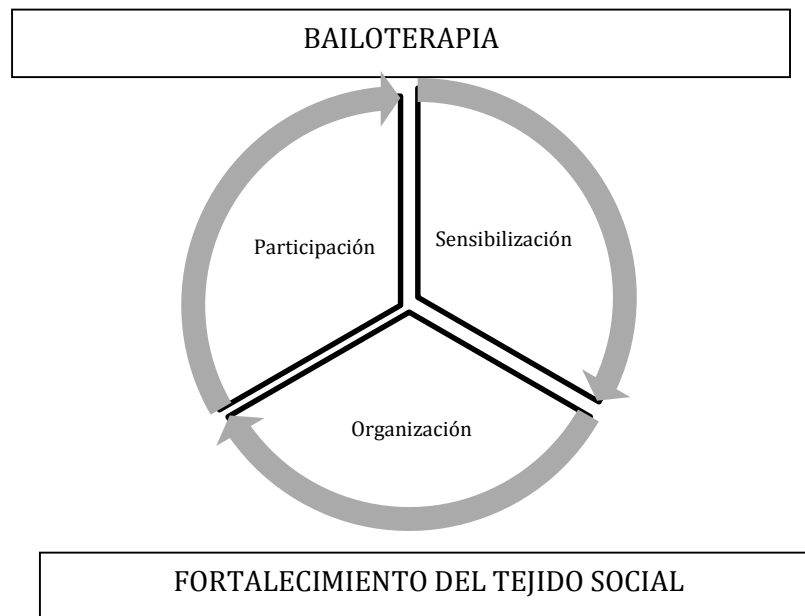 BAILOTERAPIA
Participación
Sensibilización
Organización
FORTALECIMIENTO DEL TEJIDO SOCIAL